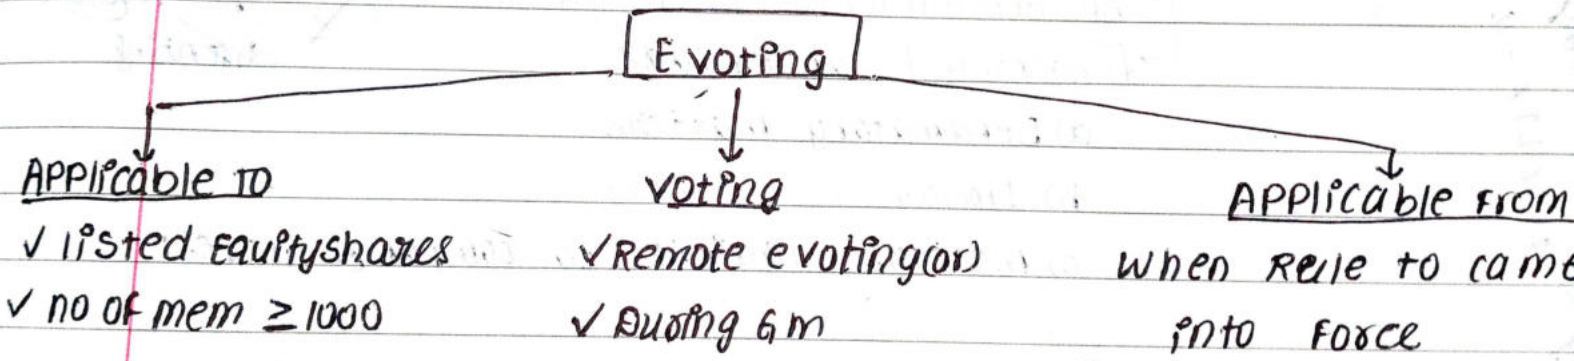 E.voting
Applicable to
✓ listed Equityshares
✓ no of mem ≥ 1000
voting
✓ Remote evoting(or)
✓ During Gm
Applicable From
when Rule to came
into Force